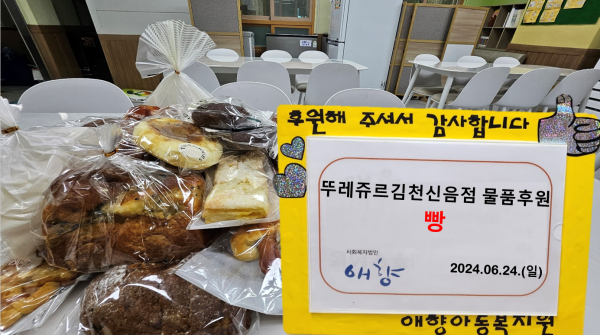 후원해 주셔서 감사합니다
뚜레쥬르김천신음점 물품후원
빵
사회복지법인
애향
2024.06.24.(일)
애향아동복지원